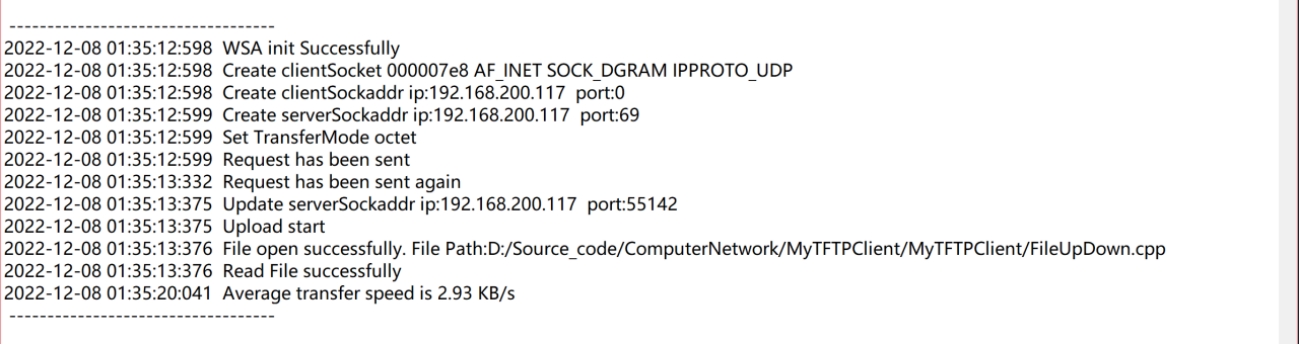 -----------------------------------
2022-12-08 01:35:12:598  WSA init Successfully
2022-12-08 01:35:12:598  Create clientSocket 000007e8 AF_INET SOCK_DGRAM IPPROTO_UDP
2022-12-08 01:35:12:598  Create clientSockaddr ip:192.168.200.117  port:0
2022-12-08 01:35:12:599  Create serverSockaddr ip:192.168.200.117  port:69
2022-12-08 01:35:12:599  Set TransferMode octet
2022-12-08 01:35:12:599  Request has been sent
2022-12-08 01:35:13:332  Request has been sent again
2022-12-08 01:35:13:375  Update serverSockaddr ip:192.168.200.117  port:55142
2022-12-08 01:35:13:375  Upload start
2022-12-08 01:35:13:376  File open successfully. File Path:D:/Source_code/ComputerNetwork/MyTFTPClient/MyTFTPClient/FileUpDown.cpp
2022-12-08 01:35:13:376  Read File successfully
2022-12-08 01:35:20:041  Average transfer speed is 2.93 KB/s
-----------------------------------